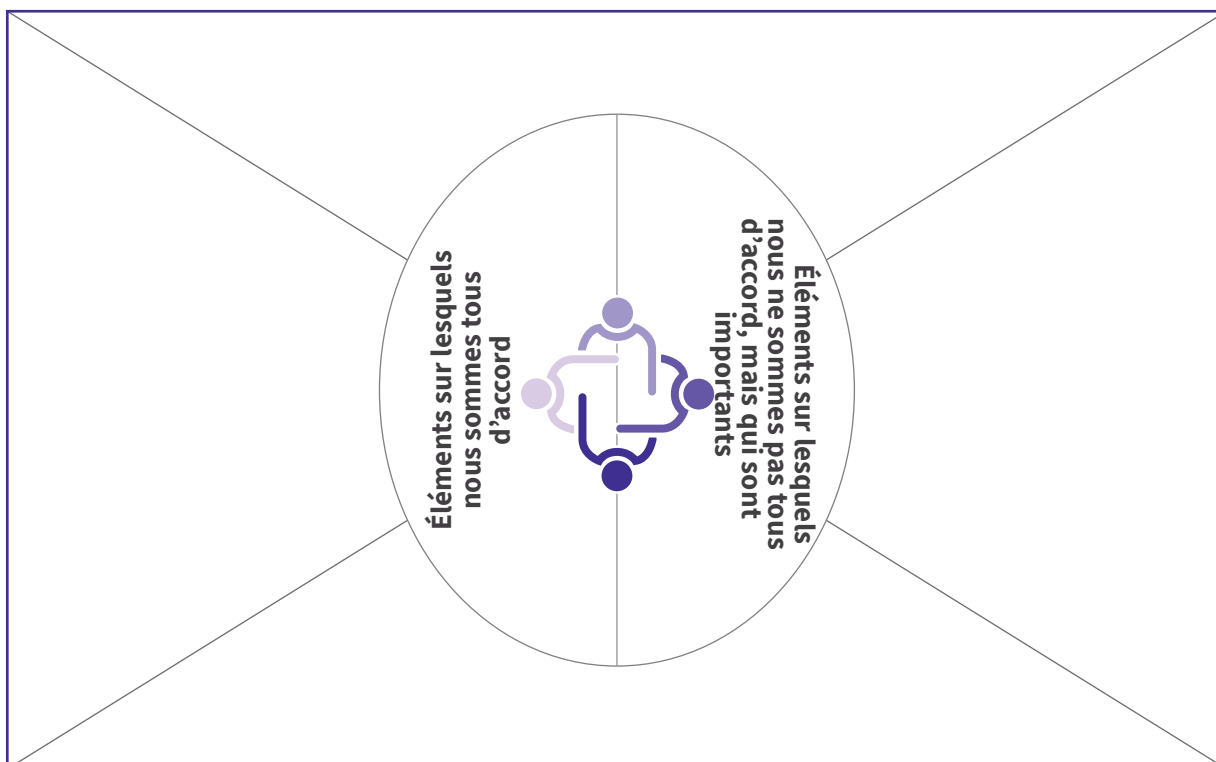 Éléments sur lesquels
nous sommes tous
d’accord
Éléments sur lesquels
nous ne sommes pas tous
d’accord, mais qui sont
importants